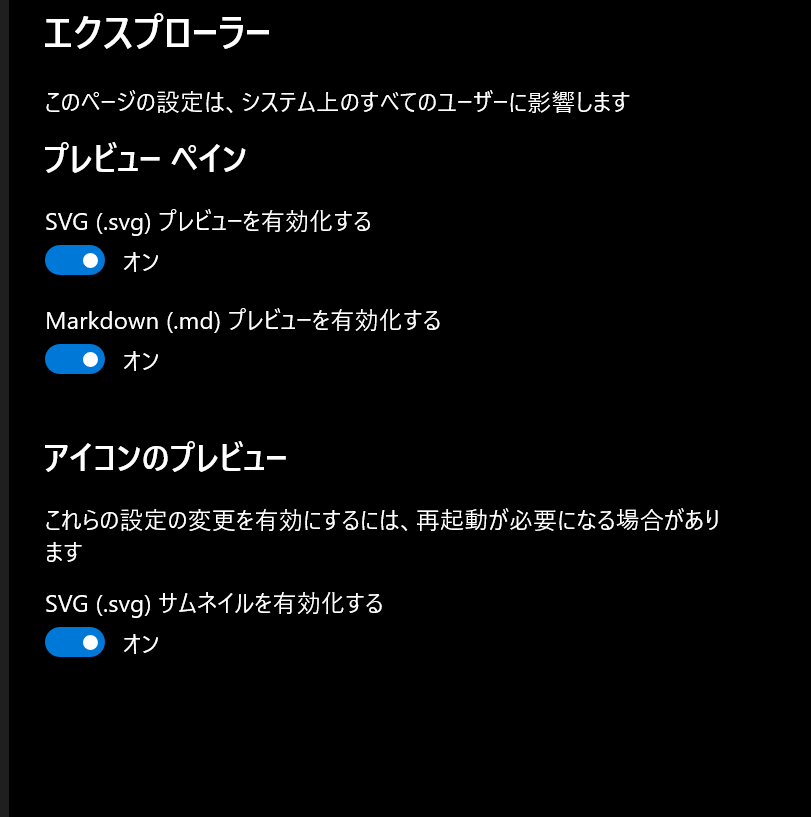 エクスプローラー
このページの設定は、システム上のすべてのユーザーに影響します
プレビュー ペイン
SVG (.svg) プレビューを有効化する
オン
Markdown (.md) プレビューを有効化する
オン
アイコンのプレビュー
これらの設定の変更を有効にするには、再起動が必要になる場合があり
ます
SVG (.svg) サムネイルを有効化する
オン